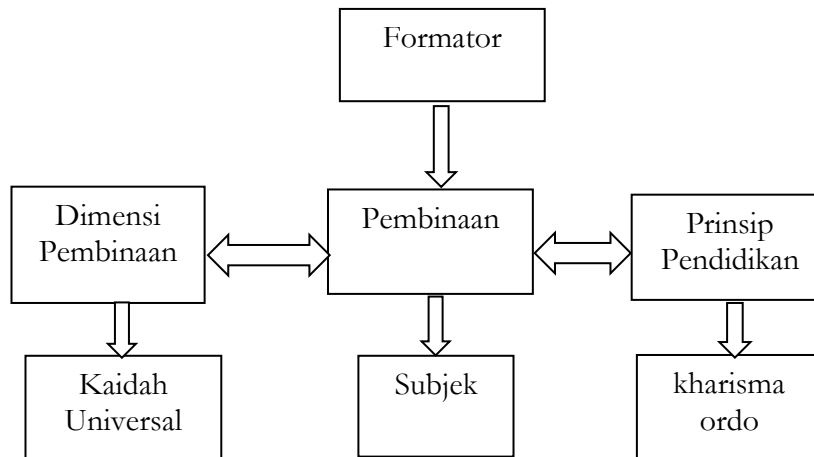 Formator
Dimensi
Pembinaan
Pembinaan
Prinsip
Pendidikan
Kaidah
Universal
Subjek
kharisma
ordo